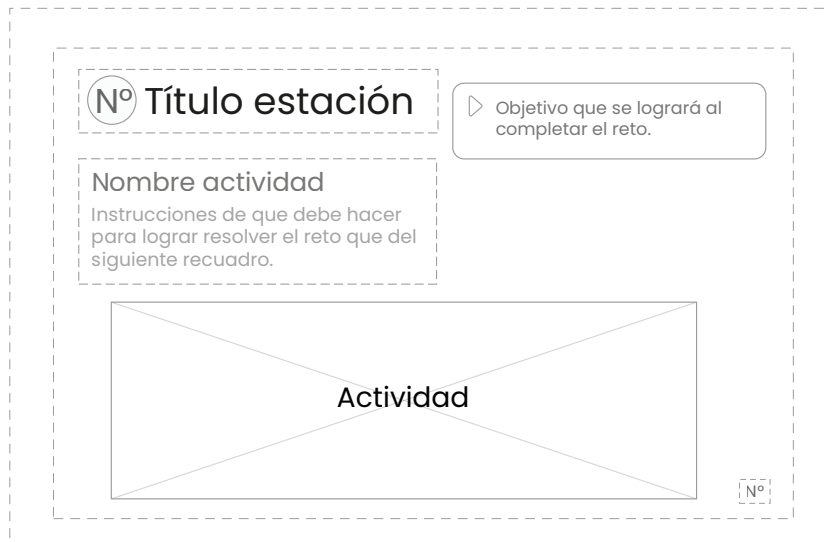 Nº Título estación
Objetivo que se logrará al
completar el reto.
Nombre actividad
Instrucciones de que debe hacer
para lograr resolver el reto que del
siguiente recuadro.
Actividad
Nº